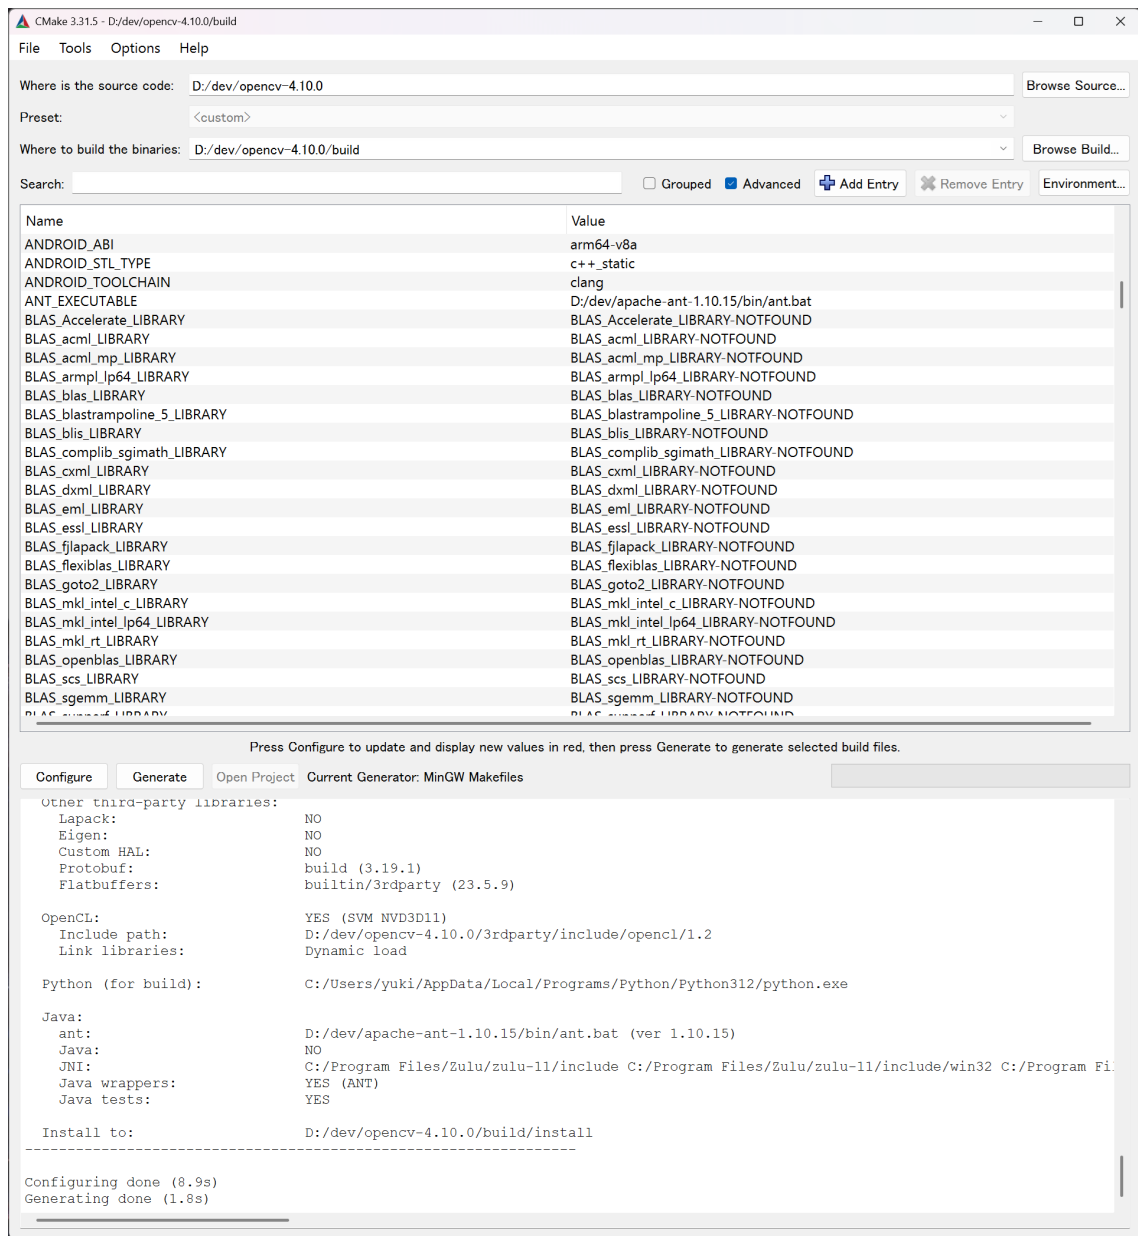 CMake 3.31.5 - D:/dev/opencv-4.10.0/build
File Tools Options Help
Where is the source code: D:/dev/opencv-4.10.0 Browse Source...
Preset: <custom>
Where to build the binaries: D:/dev/opencv-4.10.0/build Browse Build...
Search: Grouped Advanced Add Entry Remove Entry Environment...
Name Value
ANDROID_ABI arm64-v8a
ANDROID_STL_TYPE c++_static
ANDROID_TOOLCHAIN clang
ANT_EXECUTABLE D:/dev/apache-ant-1.10.15/bin/ant.bat
BLAS_Accelerate_LIBRARY BLAS_Accelerate_LIBRARY-NOTFOUND
BLAS_acml_LIBRARY BLAS_acml_LIBRARY-NOTFOUND
BLAS_acml_mp_LIBRARY BLAS_acml_mp_LIBRARY-NOTFOUND
BLAS_armpl_lp64_LIBRARY BLAS_armpl_lp64_LIBRARY-NOTFOUND
BLAS_blas_LIBRARY BLAS_blas_LIBRARY-NOTFOUND
BLAS_blastrampoline_5_LIBRARY BLAS_blastrampoline_5_LIBRARY-NOTFOUND
BLAS_blis_LIBRARY BLAS_blis_LIBRARY-NOTFOUND
BLAS_complib_sgimath_LIBRARY BLAS_complib_sgimath_LIBRARY-NOTFOUND
BLAS_cxml_LIBRARY BLAS_cxml_LIBRARY-NOTFOUND
BLAS_dxml_LIBRARY BLAS_dxml_LIBRARY-NOTFOUND
BLAS_eml_LIBRARY BLAS_eml_LIBRARY-NOTFOUND
BLAS_essl_LIBRARY BLAS_essl_LIBRARY-NOTFOUND
BLAS_fjlapack_LIBRARY BLAS_fjlapack_LIBRARY-NOTFOUND
BLAS_flexiblas_LIBRARY BLAS_flexiblas_LIBRARY-NOTFOUND
BLAS_goto2_LIBRARY BLAS_goto2_LIBRARY-NOTFOUND
BLAS_mkl_intel_c_LIBRARY BLAS_mkl_intel_c_LIBRARY-NOTFOUND
BLAS_mkl_intel_lp64_LIBRARY BLAS_mkl_intel_lp64_LIBRARY-NOTFOUND
BLAS_mkl_rt_LIBRARY BLAS_mkl_rt_LIBRARY-NOTFOUND
BLAS_openblas_LIBRARY BLAS_openblas_LIBRARY-NOTFOUND
BLAS_scs_LIBRARY BLAS_scs_LIBRARY-NOTFOUND
BLAS_sgemm_LIBRARY BLAS_sgemm_LIBRARY-NOTFOUND
Press Configure to update and display new values in red, then press Generate to generate selected build files.
Configure Generate Open Project Current Generator: MinGW Makefiles
Other third-party libraries:
Lapack: NO
Eigen: NO
Custom HAL: NO
Protobuf: build (3.19.1)
Flatbuffers: builtin/3rdparty (23.5.9)
OpenCL: YES (SVM NVD3D11)
Include path: D:/dev/opencv-4.10.0/3rdparty/include/opencl/1.2
Link libraries: Dynamic load
Python (for build): C:/Users/yuki/AppData/Local/Programs/Python/Python312/python.exe
Java:
ant: D:/dev/apache-ant-1.10.15/bin/ant.bat (ver 1.10.15)
Java: NO
JNI: C:/Program Files/Zulu/zulu-11/include C:/Program Files/Zulu/zulu-11/include/win32 C:/Program Fi
Java wrappers: YES (ANT)
Java tests: YES
Install to: D:/dev/opencv-4.10.0/build/install
-----------------------------------------------------------------
Configuring done (8.9s)
Generating done (1.8s)